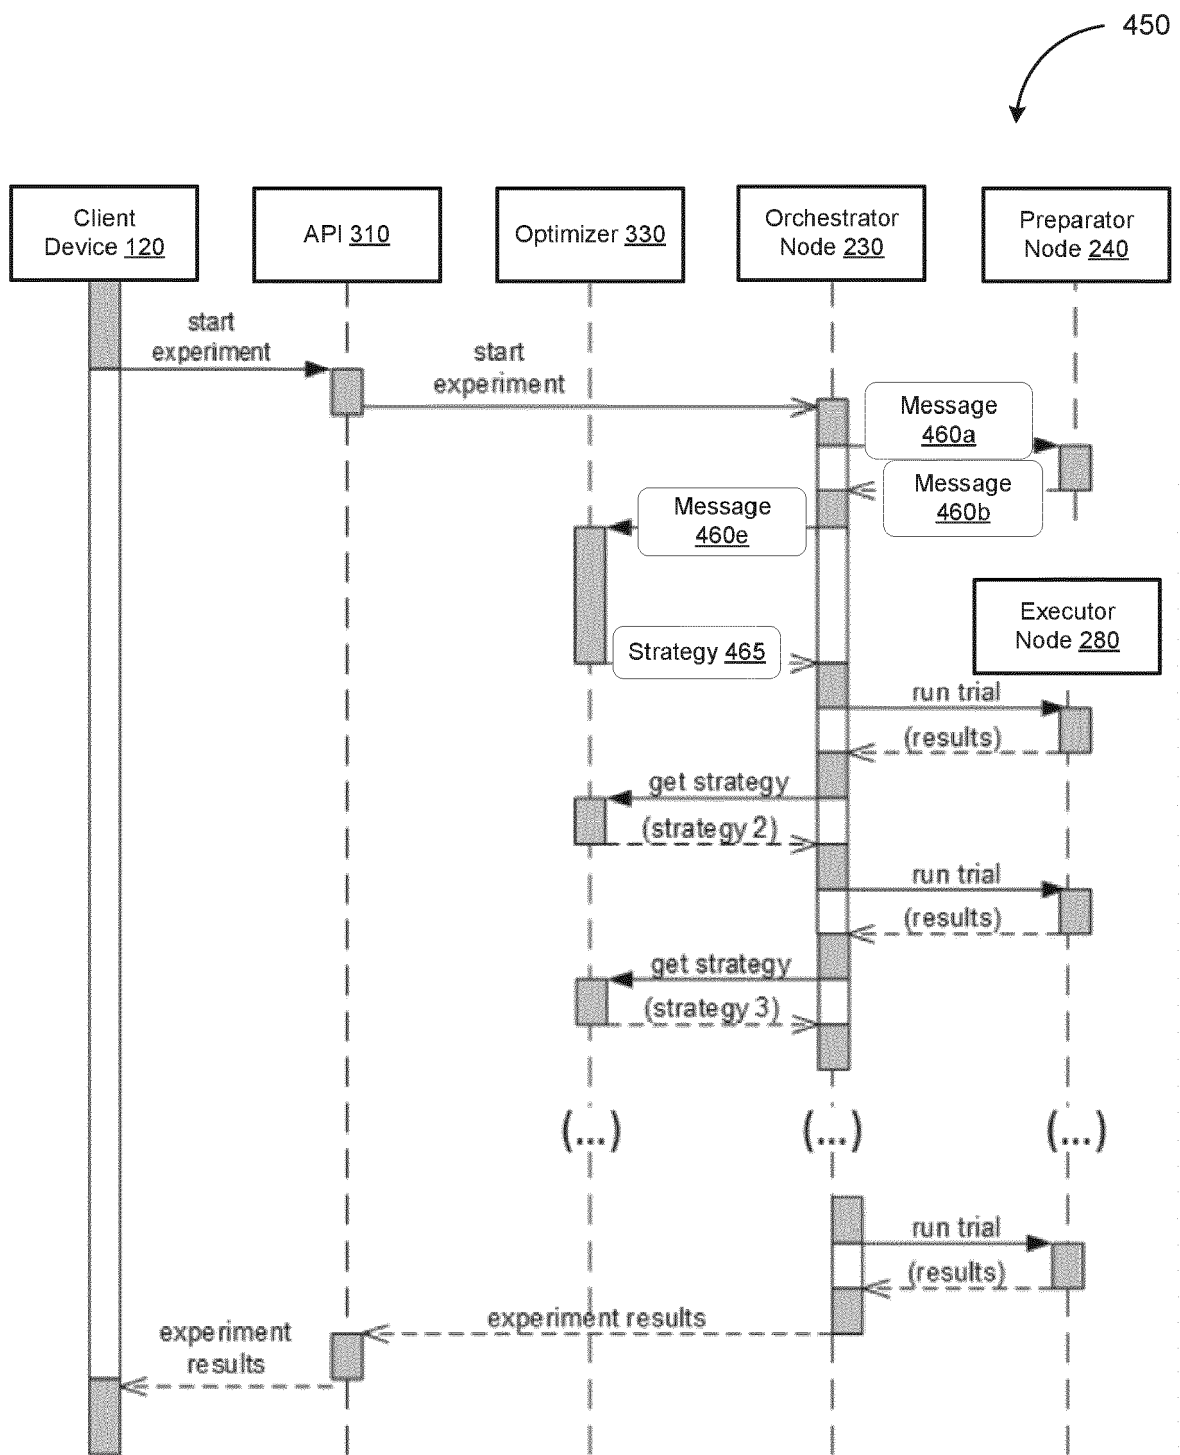 450
Client
Device 120
API 310
Optimizer 330
Orchestrator
Node 230
Preparator
Node 240
start
experiment
start
experiment
Message
460a
Message
460b
Message
460e
Executor
Node 280
Strategy 465
run trial
(results)
get strategy
(strategy 2)
run trial
(results)
get strategy
(strategy 3)
(...)
(...)
(...)
run trial
(results)
experiment results
experiment
results